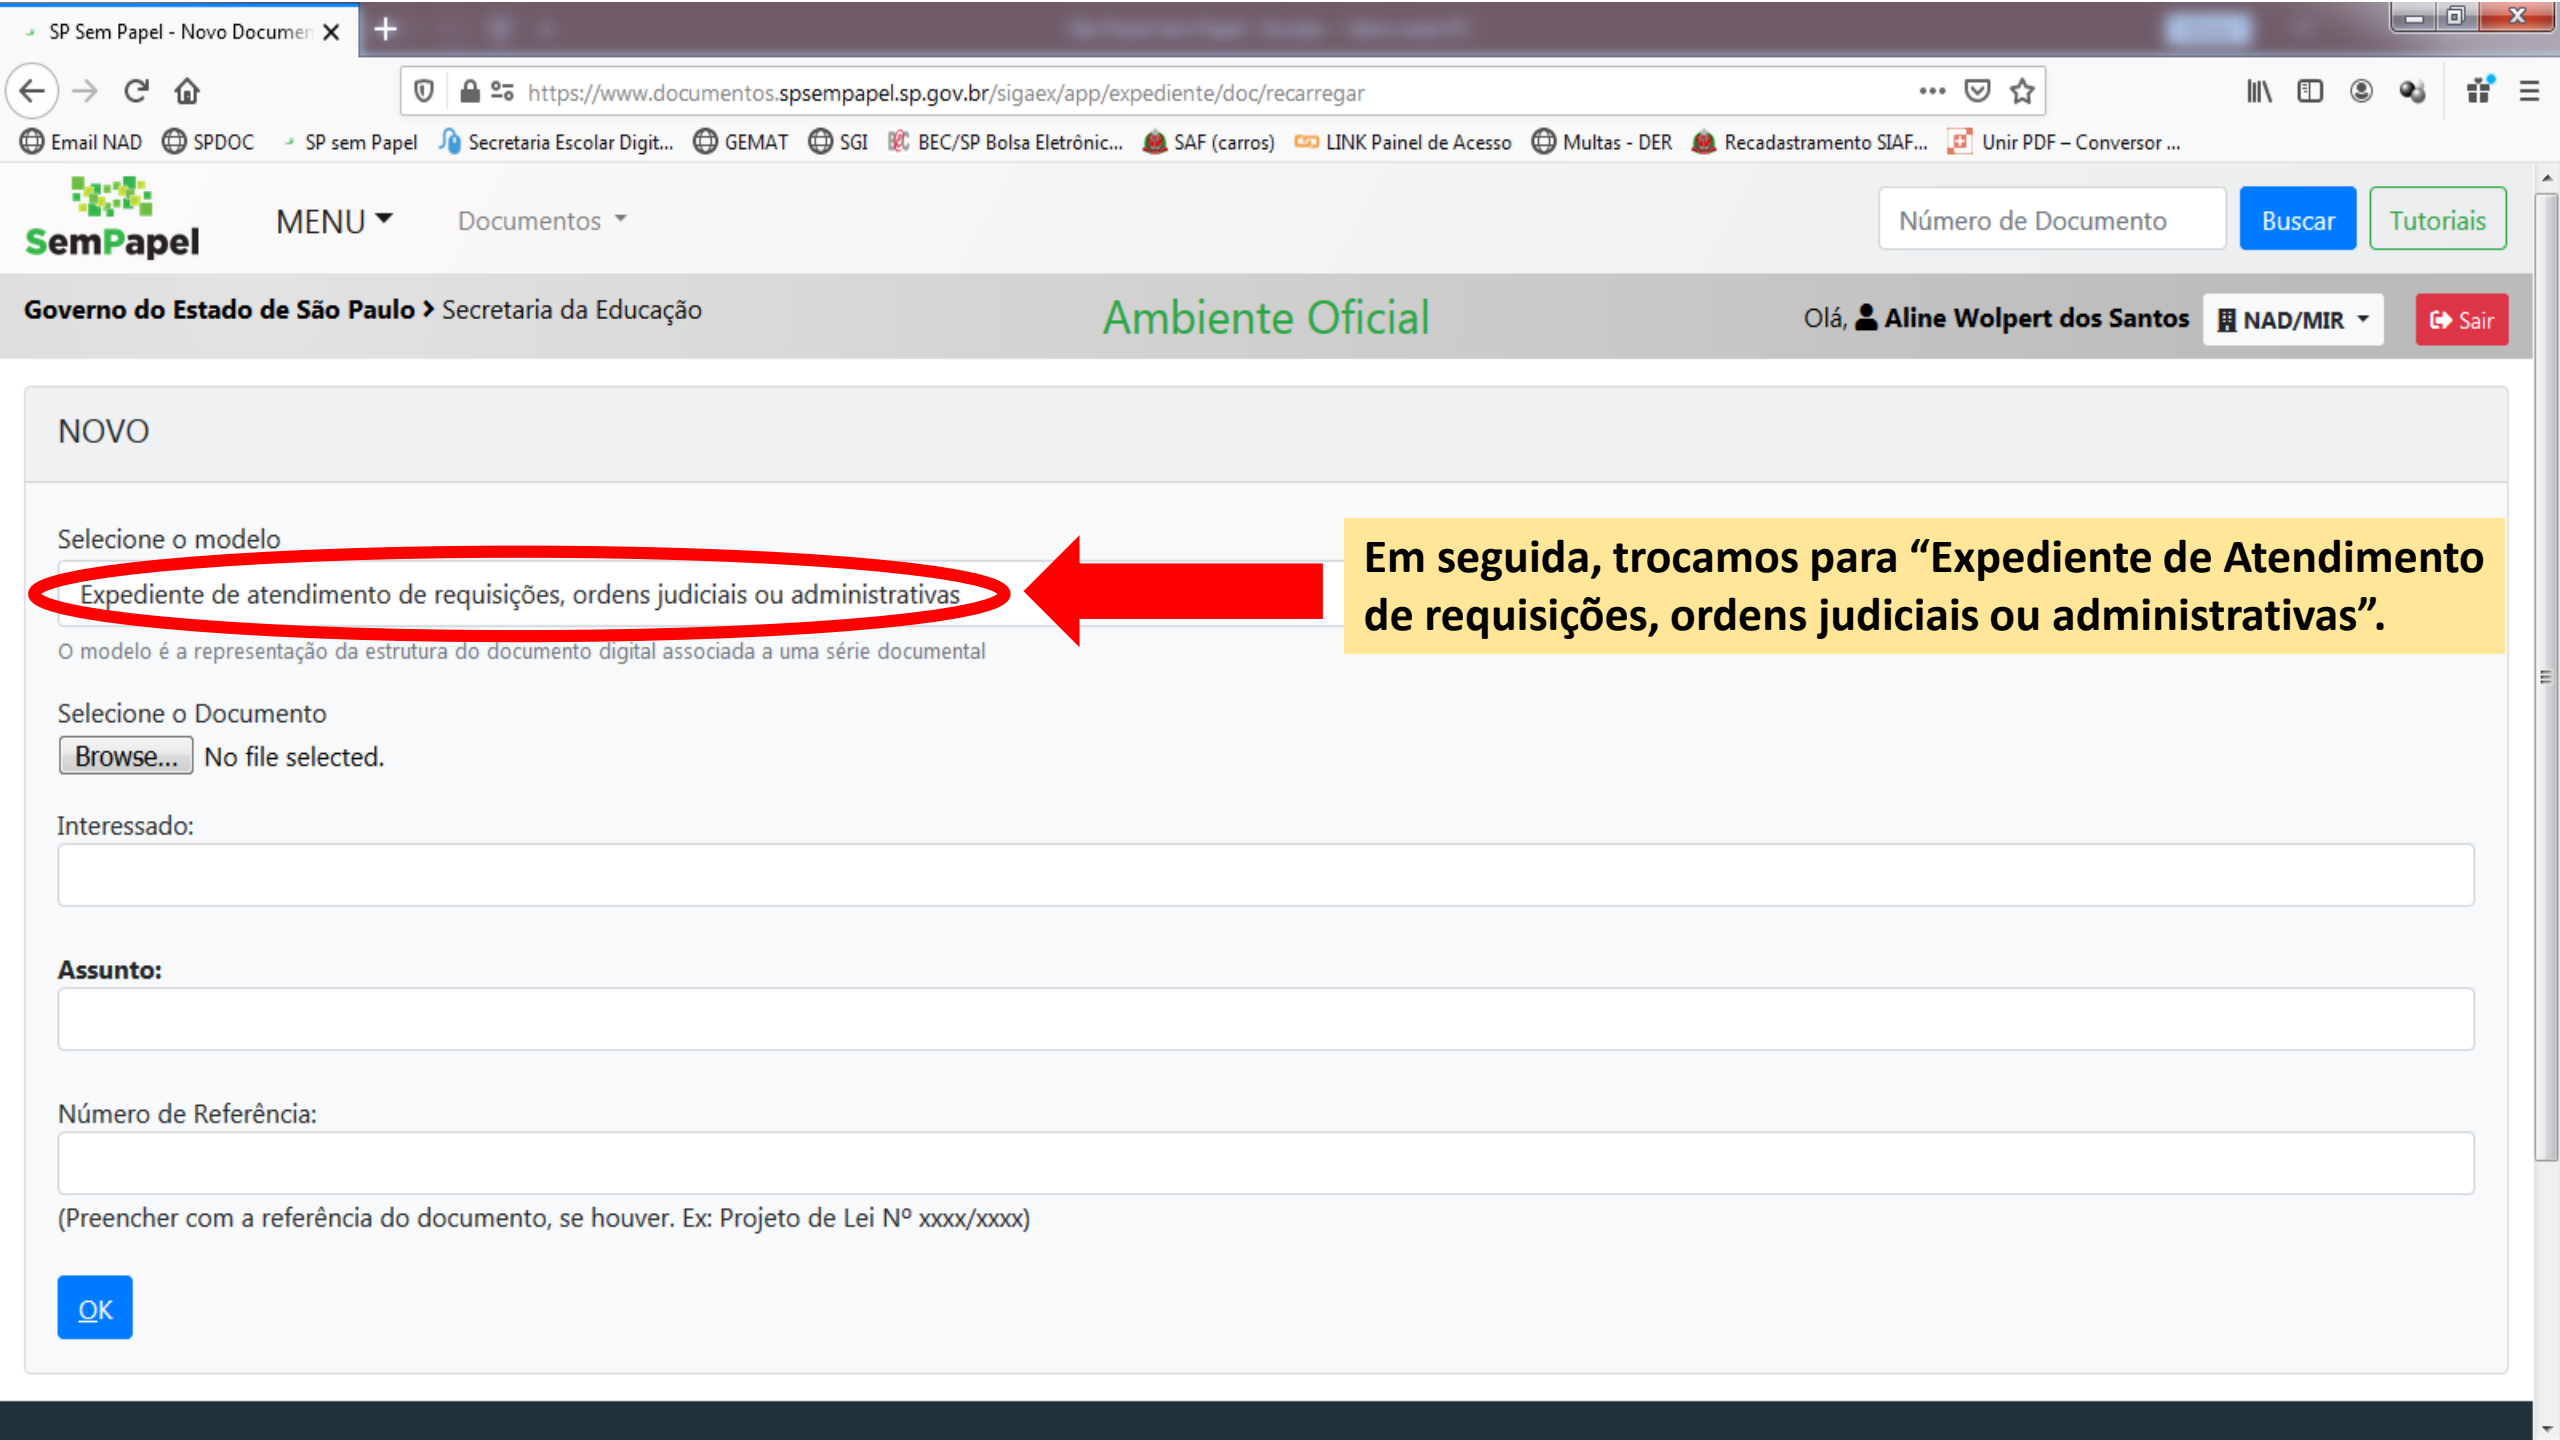 SP Sem Papel - Novo Documen
https://www.documentos.spsempapel.sp.gov.br/sigaex/app/expediente/doc/recarregar
Email NAD SPDOC SP sem Papel Secretaria Escolar Digit... GEMAT SGI BEC/SP Bolsa Eletrônic... SAF (carros) LINK Painel de Acesso Multas - DER Recadastramento SIAF... Unir PDF – Conversor ...
SemPapel MENU Documentos Número de Documento Buscar Tutoriais
Governo do Estado de São Paulo > Secretaria da Educação Ambiente Oficial Olá, Aline Wolpert dos Santos NAD/MIR Sair
NOVO
Selecione o modelo
Expediente de atendimento de requisições, ordens judiciais ou administrativas
Em seguida, trocamos para “Expediente de Atendimento
de requisições, ordens judiciais ou administrativas”.
O modelo é a representação da estrutura do documento digital associada a uma série documental
Selecione o Documento
Browse... No file selected.
Interessado:
Assunto:
Número de Referência:
(Preencher com a referência do documento, se houver. Ex: Projeto de Lei Nº xxxx/xxxx)
OK